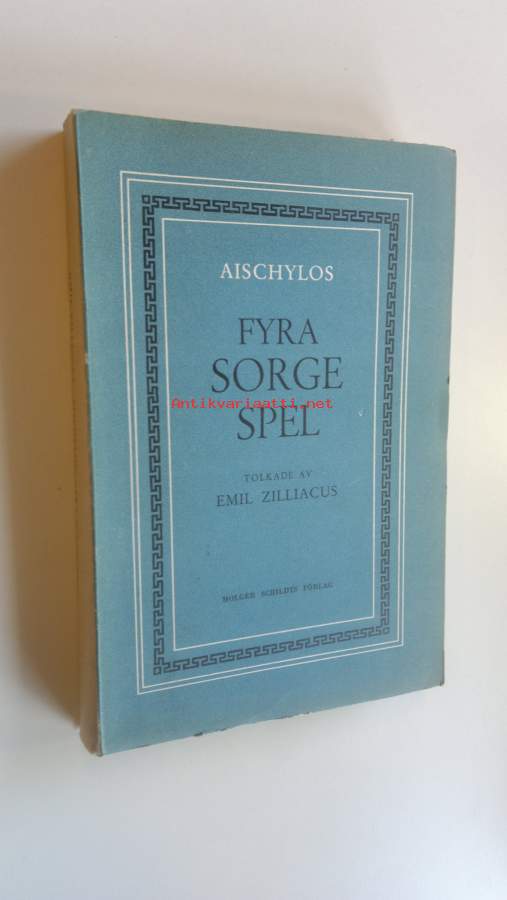 AISCHYLOS
FYRA
SORGE
Antikvariaatti.net
SPEL
TOLKADE AV
EMIL ZILLIACUS
HOLGER SCHILDTS FÖRLAG